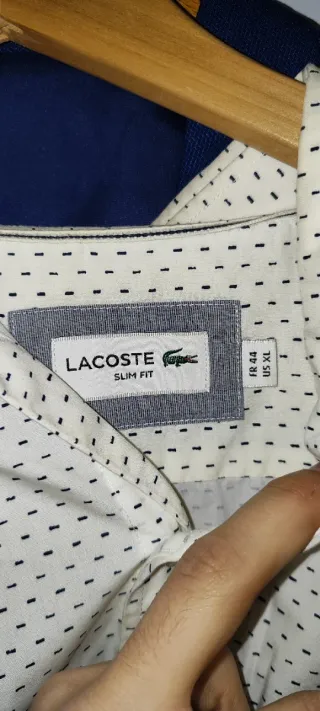 LACOSTE
SLIM FIT
FR 44
US XL